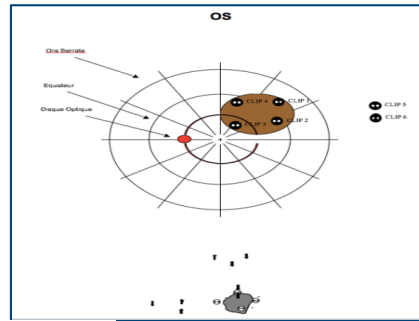 OS
Ora Serrata
Equateur
Disque Optique
CLIP 4
CLIP 1
CLIP 5
CLIP 2
CLIP 6
CLIP 3